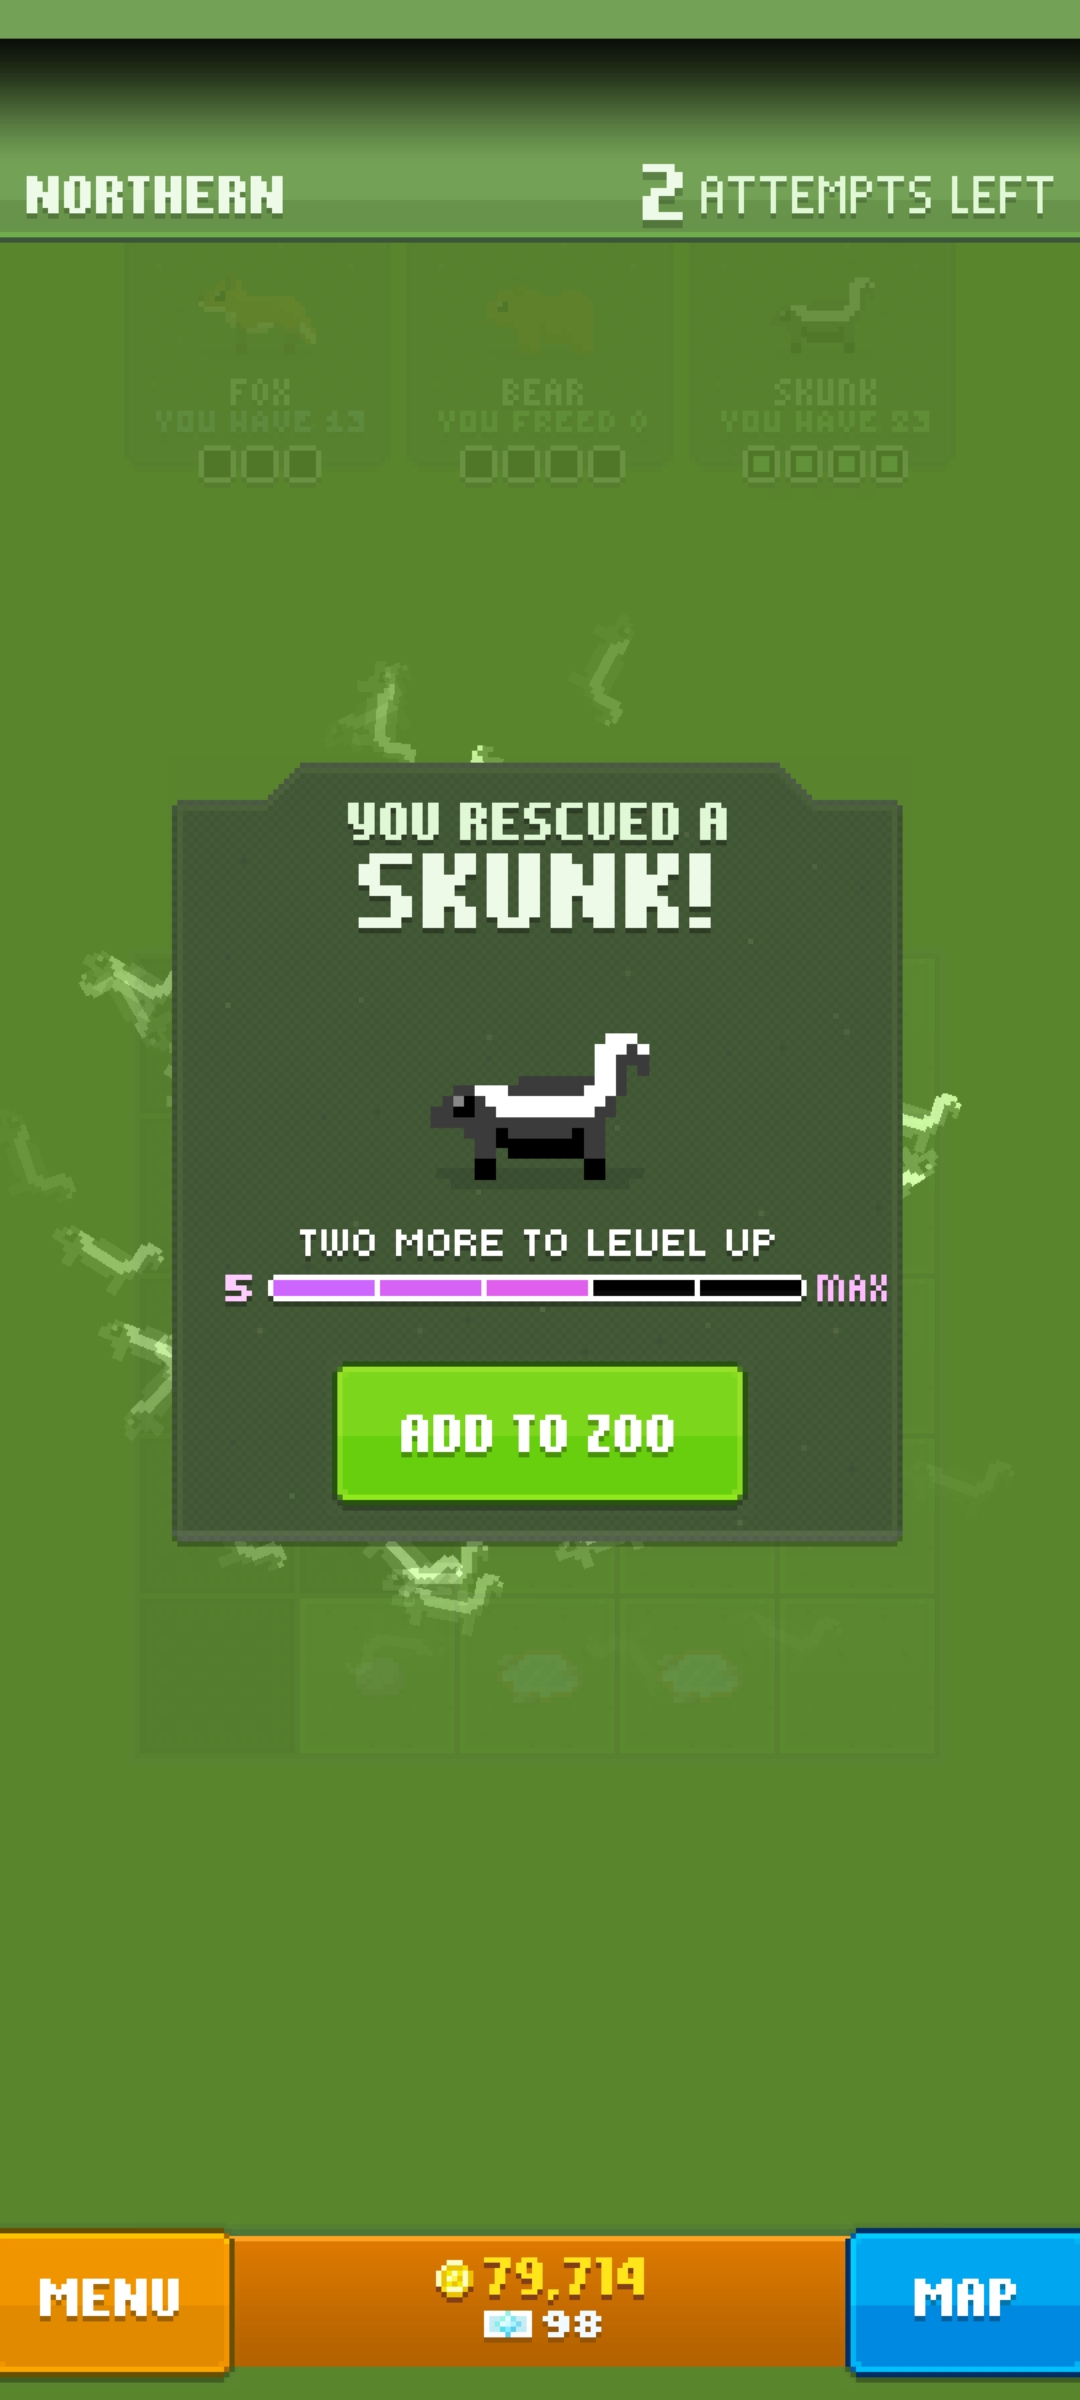 NORTHERN
2 ATTEMPTS LEFT
FOX
YOU HAVE 13
BEAR
YOU FREED 0
SKUNK
YOU HAVE 23
YOU RESCUED A
SKUNK!
TWO MORE TO LEVEL UP
5
MAX
ADD TO ZOO
MENU
79,714
98
MAP